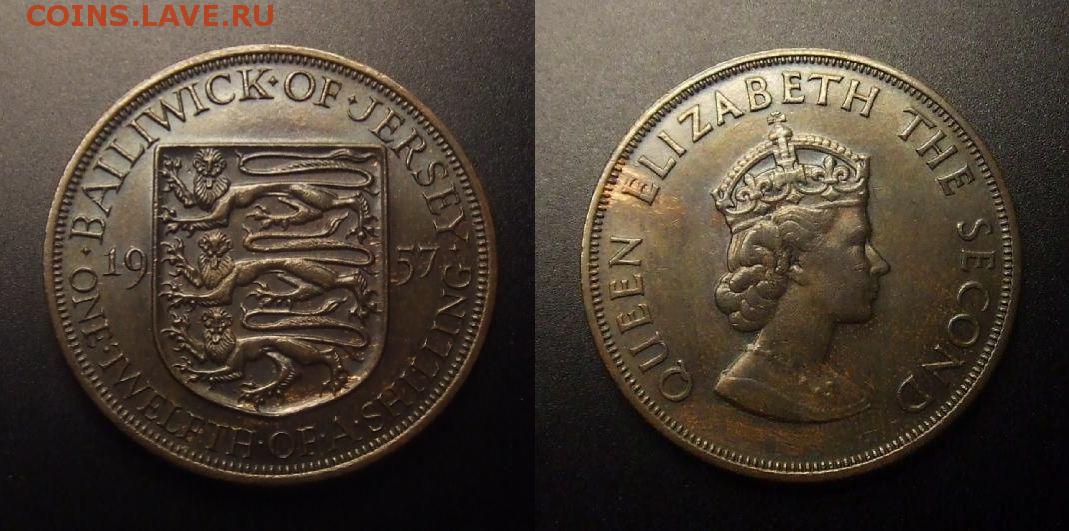 COINS.LAVE.RU
·BAILIWICK·OF·JERSEY·
19 57
ONE·TWELFTH·OF·A·SHILLING
QUEEN ELIZABETH THE SECOND